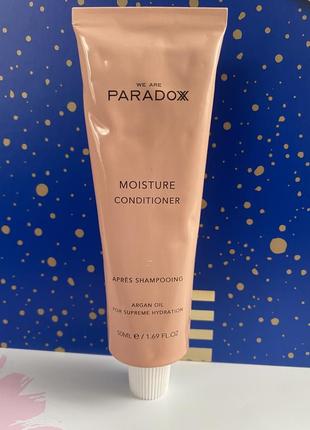 WE ARE
PARADOXX
MOISTURE
CONDITIONER
APRÈS SHAMPOOING
ARGAN OIL
FOR SUPREME HYDRATION
50ML e / 1.69 FL.OZ